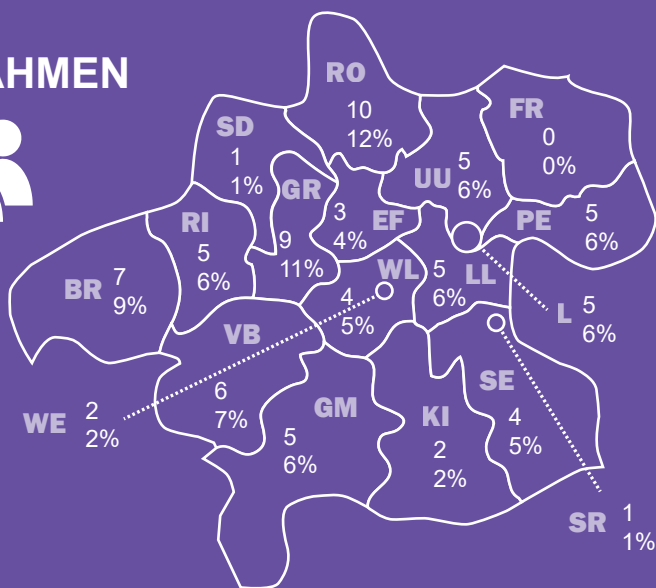 AHMEN
RO
10
12%
FR
0
0%
SD
1
1%
UU
5
6%
GR
9
11%
EF
3
4%
PE
5
6%
RI
5
6%
BR
7
9%
WL
4
5%
LL
5
6%
L
5
6%
VB
6
7%
WE
2
2%
GM
5
6%
KI
2
2%
SE
4
5%
SR
1
1%